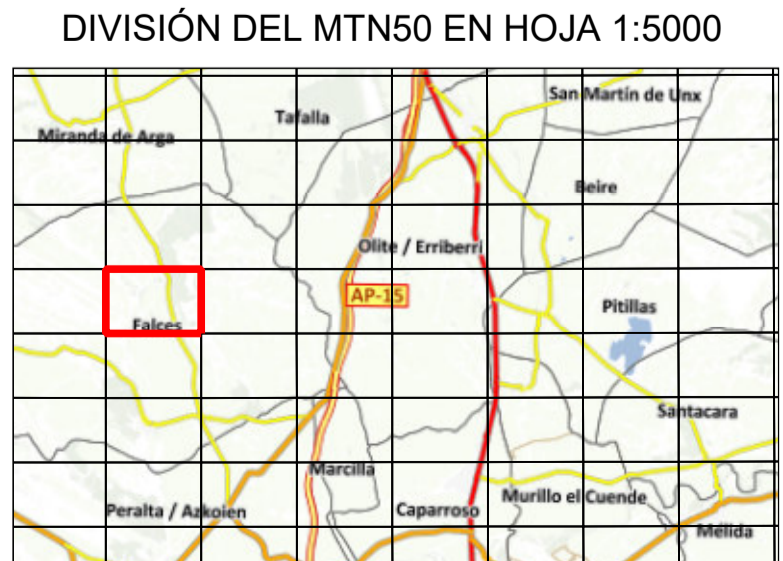 DIVISIÓN DEL MTN50 EN HOJA 1:5000
San Martín de Unx
Tafalla
Miranda de Arga
Beire
Olite / Erriberri
AP-15
Pitillas
Falces
Santacara
Marcilla
Murillo el Cuende
Peralta / Azkoien
Caparroso
Mélida